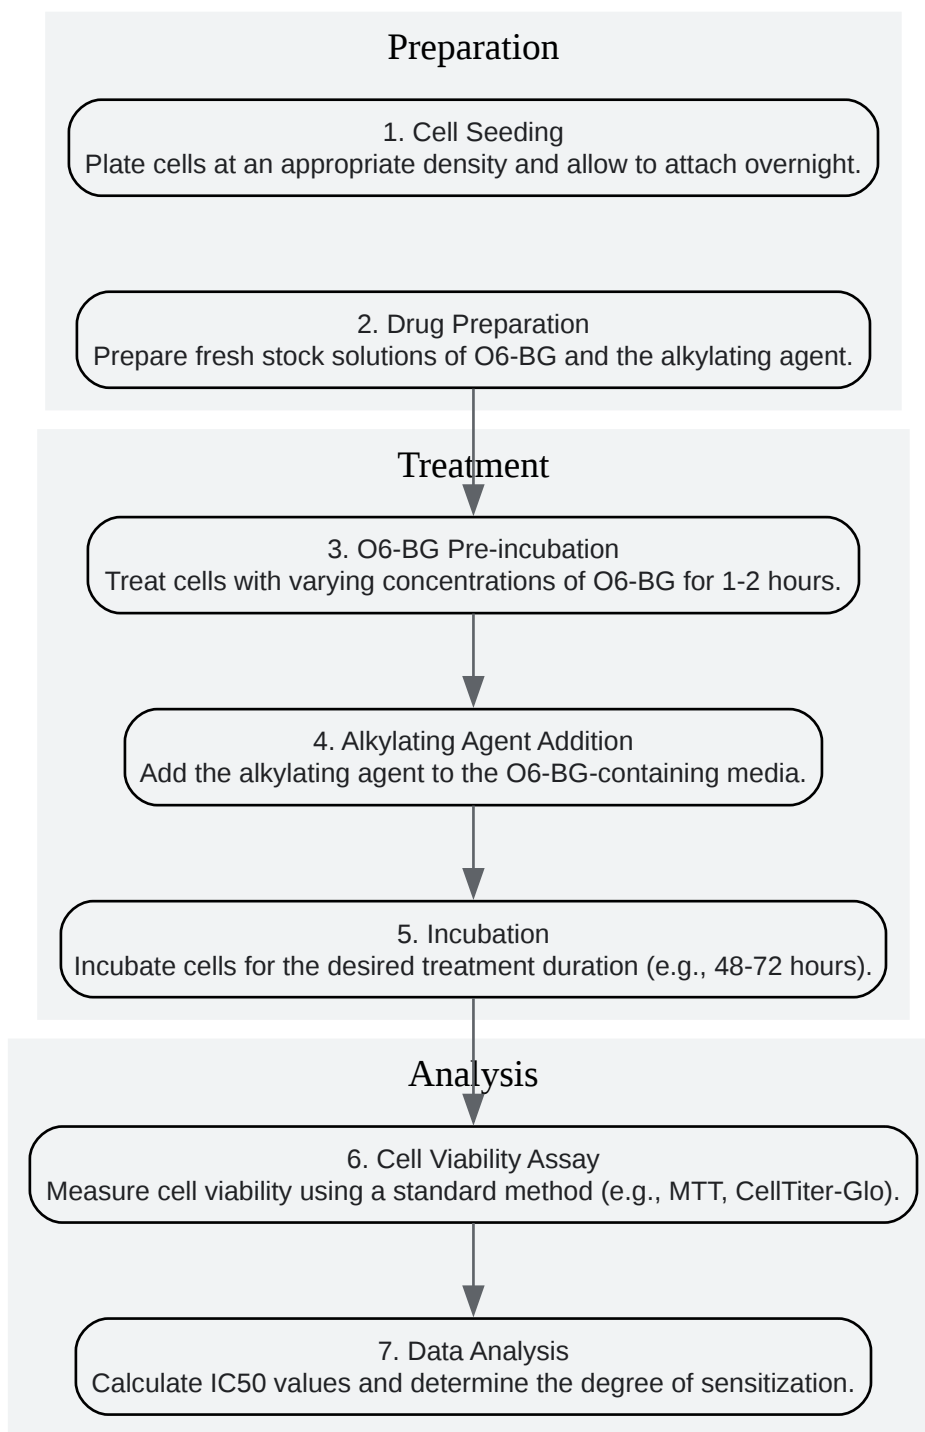 Preparation
1. Cell Seeding
Plate cells at an appropriate density and allow to attach overnight.
2. Drug Preparation
Prepare fresh stock solutions of O6-BG and the alkylating agent.
Treatment
3. O6-BG Pre-incubation
Treat cells with varying concentrations of O6-BG for 1-2 hours.
4. Alkylating Agent Addition
Add the alkylating agent to the O6-BG-containing media.
5. Incubation
Incubate cells for the desired treatment duration (e.g., 48-72 hours).
Analysis
6. Cell Viability Assay
Measure cell viability using a standard method (e.g., MTT, CellTiter-Glo).
7. Data Analysis
Calculate IC50 values and determine the degree of sensitization.